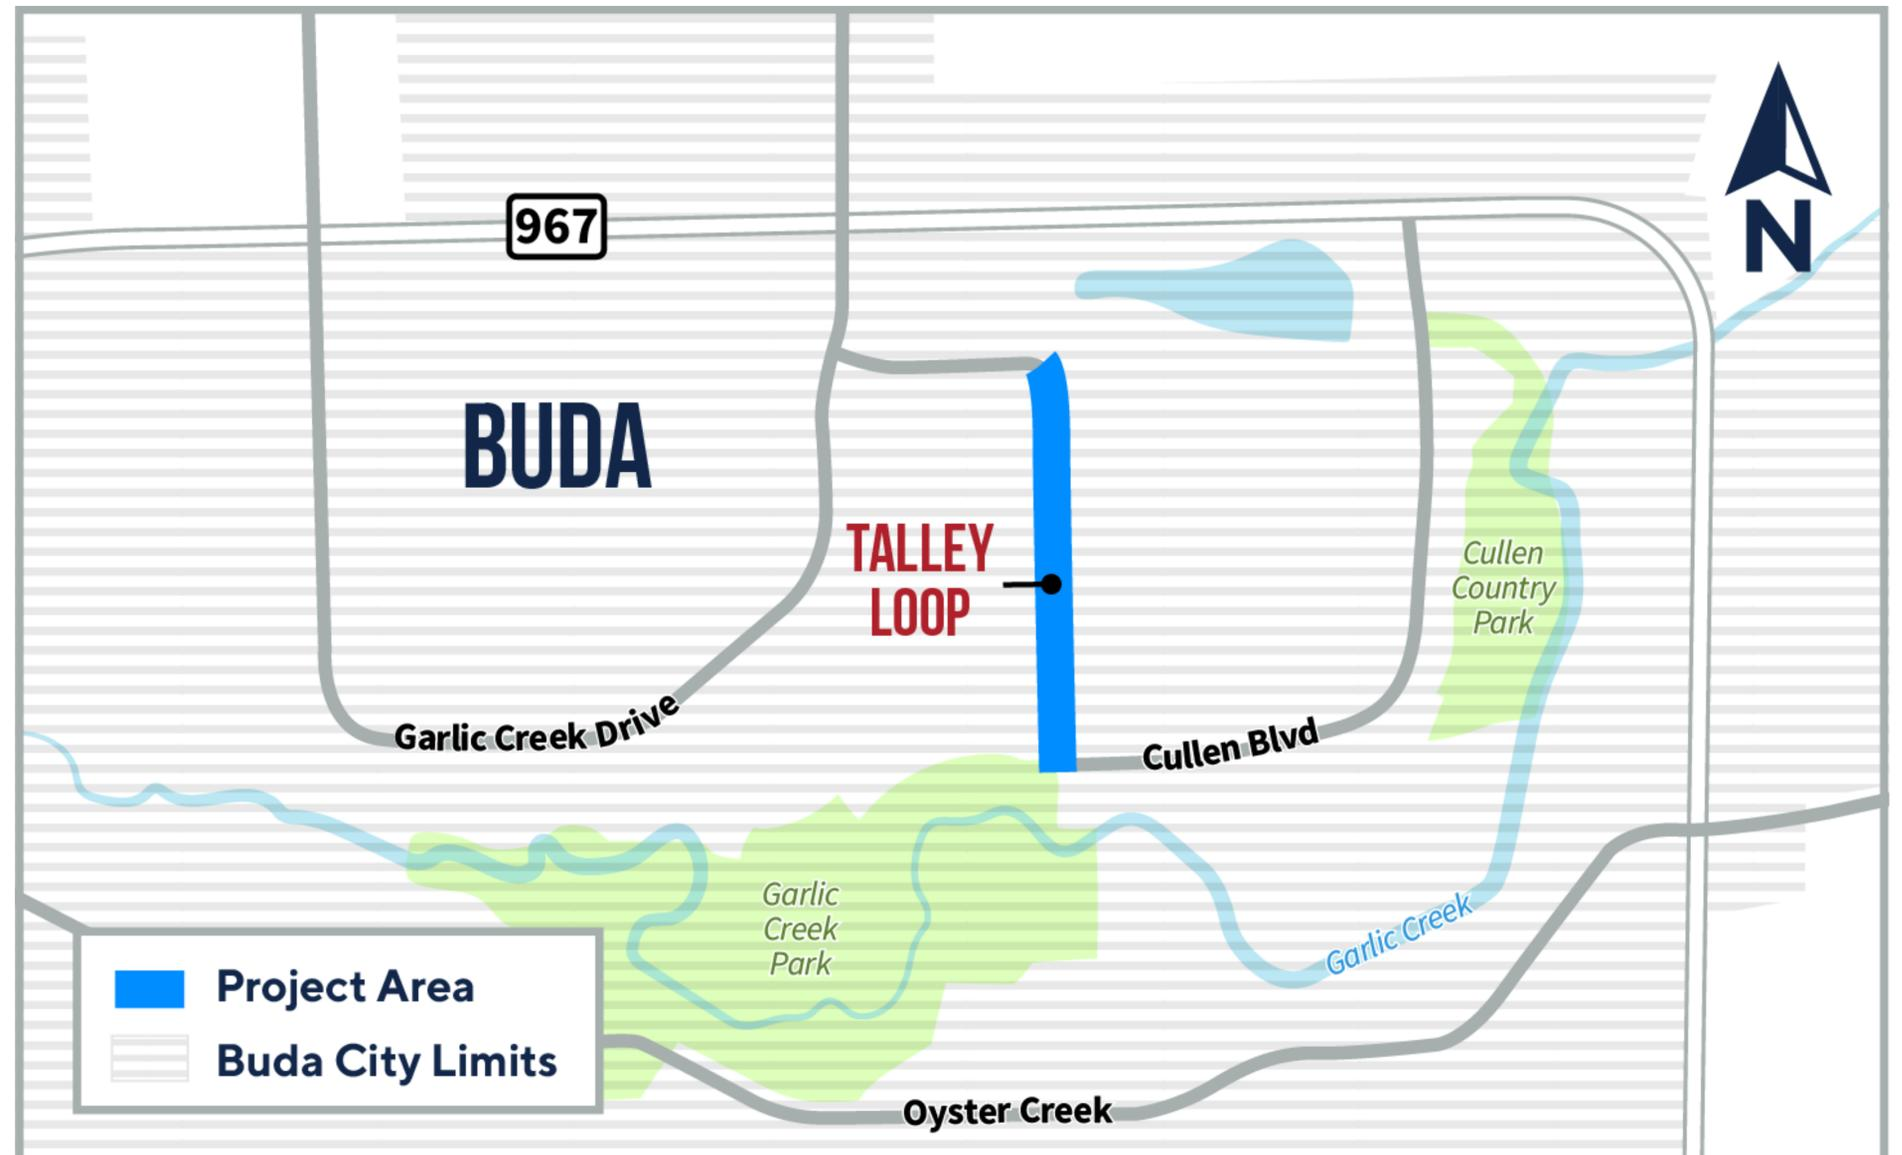 967
N
BUDA
TALLEY
LOOP
Cullen
Country
Park
Garlic Creek Drive
Cullen Blvd
Garlic
Creek
Park
Garlic Creek
Project Area
Buda City Limits
Oyster Creek